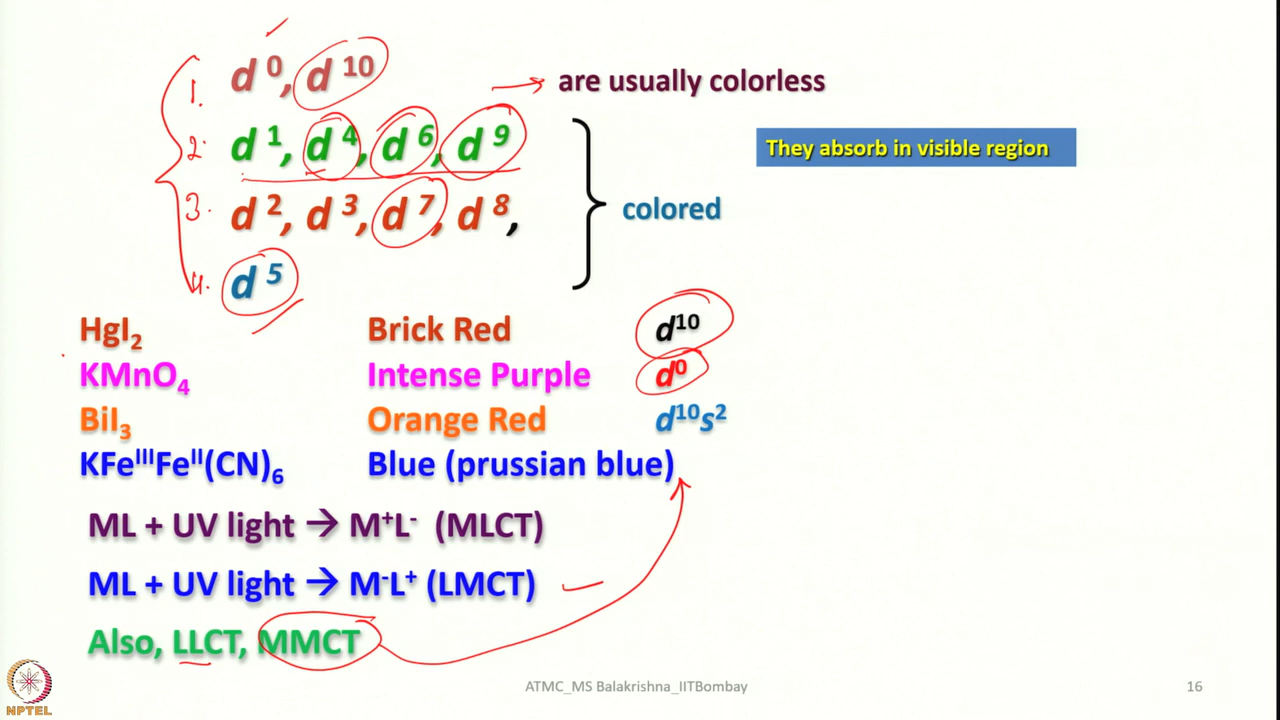 1. d⁰, d¹⁰ → are usually colorless
2. d¹, d⁴, d⁶, d⁹
They absorb in visible region
3. d², d³, d⁷, d⁸,
colored
4. d⁵
HgI₂ Brick Red d¹⁰
KMnO₄ Intense Purple d⁰
BiI₃ Orange Red d¹⁰s²
KFeᴵᴵᴵFeᴵᴵ(CN)₆ Blue (prussian blue)
ML + UV light → M⁺L⁻ (MLCT)
ML + UV light → M⁻L⁺ (LMCT)
Also, LLCT, MMCT
NPTEL
ATMC_MS Balakrishna_IITBombay
16